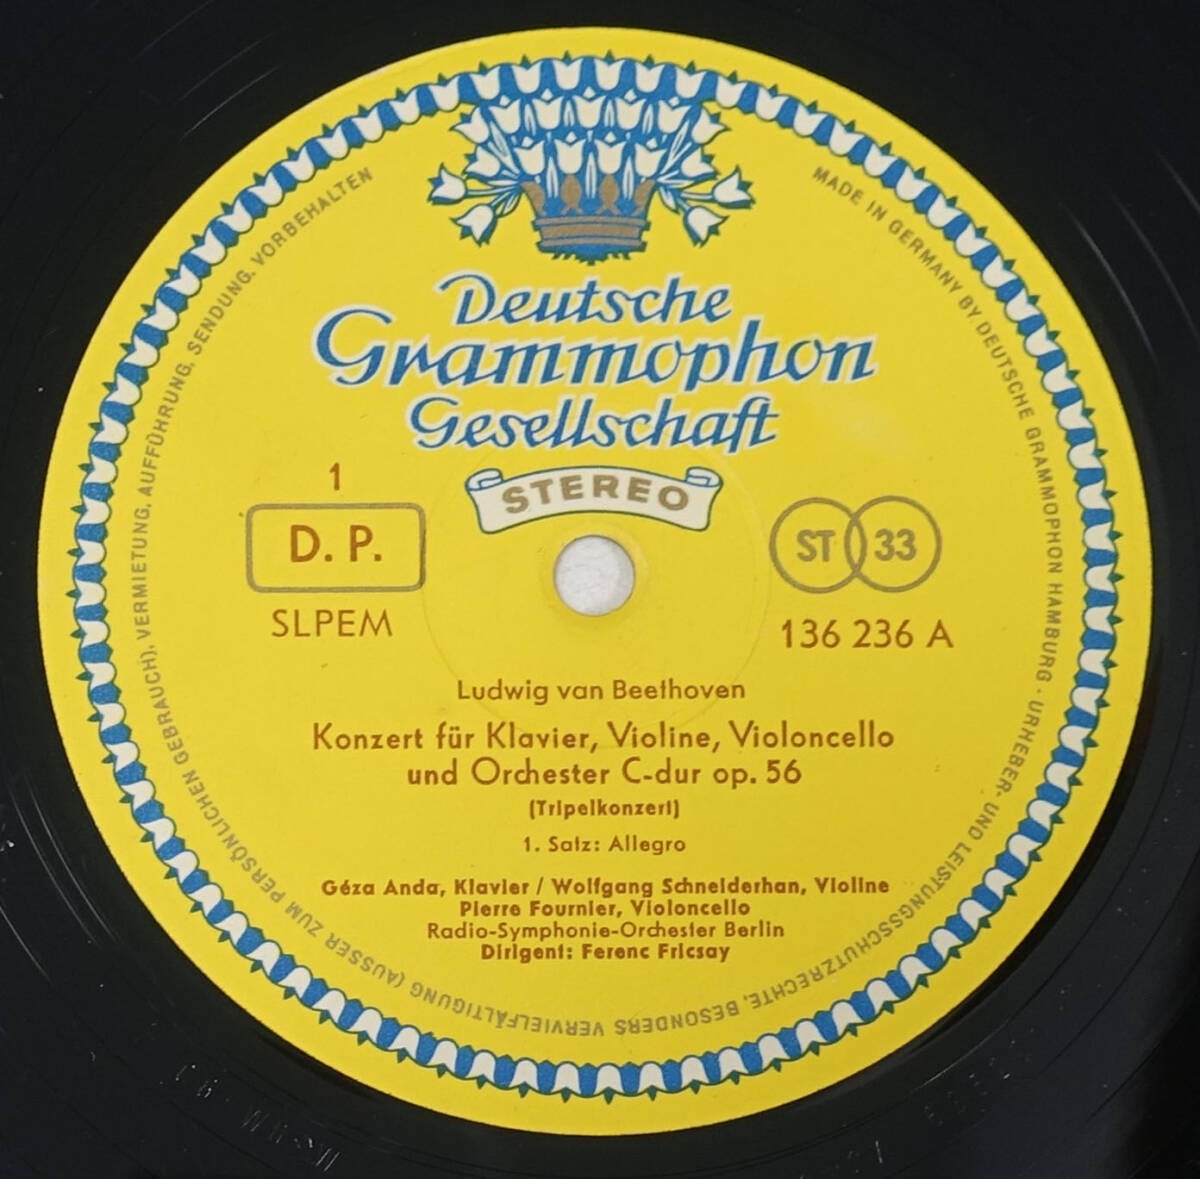 Deutsche
Grammophon
Gesellschaft
STEREO
1
D. P.
SLPEM
ST 33
136 236 A
Ludwig van Beethoven
Konzert für Klavier, Violine, Violoncello
und Orchester C-dur op. 56
(Tripelkonzert)
1. Satz: Allegro
Géza Anda, Klavier / Wolfgang Schneiderhan, Violine
Pierre Fournier, Violoncello
Radio-Symphonie-Orchester Berlin
Dirigent: Ferenc Fricsay
MADE IN GERMANY BY DEUTSCHE GRAMMOPHON HAMBURG · URHEBER- UND LEISTUNGSSCHUTZRECHTE, BESONDERS VERVIELFÄLTIGUNG (AUSSER ZUM PERSÖNLICHEN GEBRAUCH), VERMIETUNG, AUFFÜHRUNG, SENDUNG, VORBEHALTEN